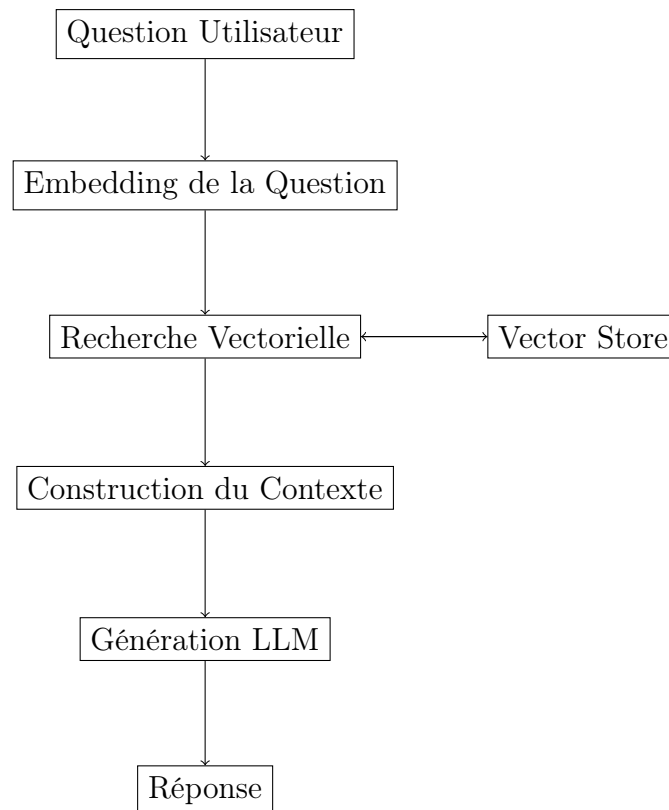 Question Utilisateur
Embedding de la Question
Recherche Vectorielle
Vector Store
Construction du Contexte
Génération LLM
Réponse